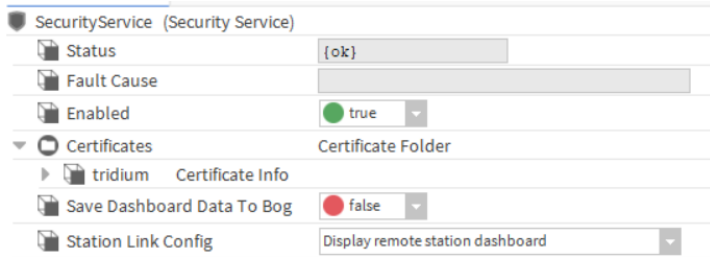 SecurityService (Security Service)
Status {ok}
Fault Cause
Enabled true
Certificates Certificate Folder
tridium Certificate Info
Save Dashboard Data To Bog false
Station Link Config Display remote station dashboard